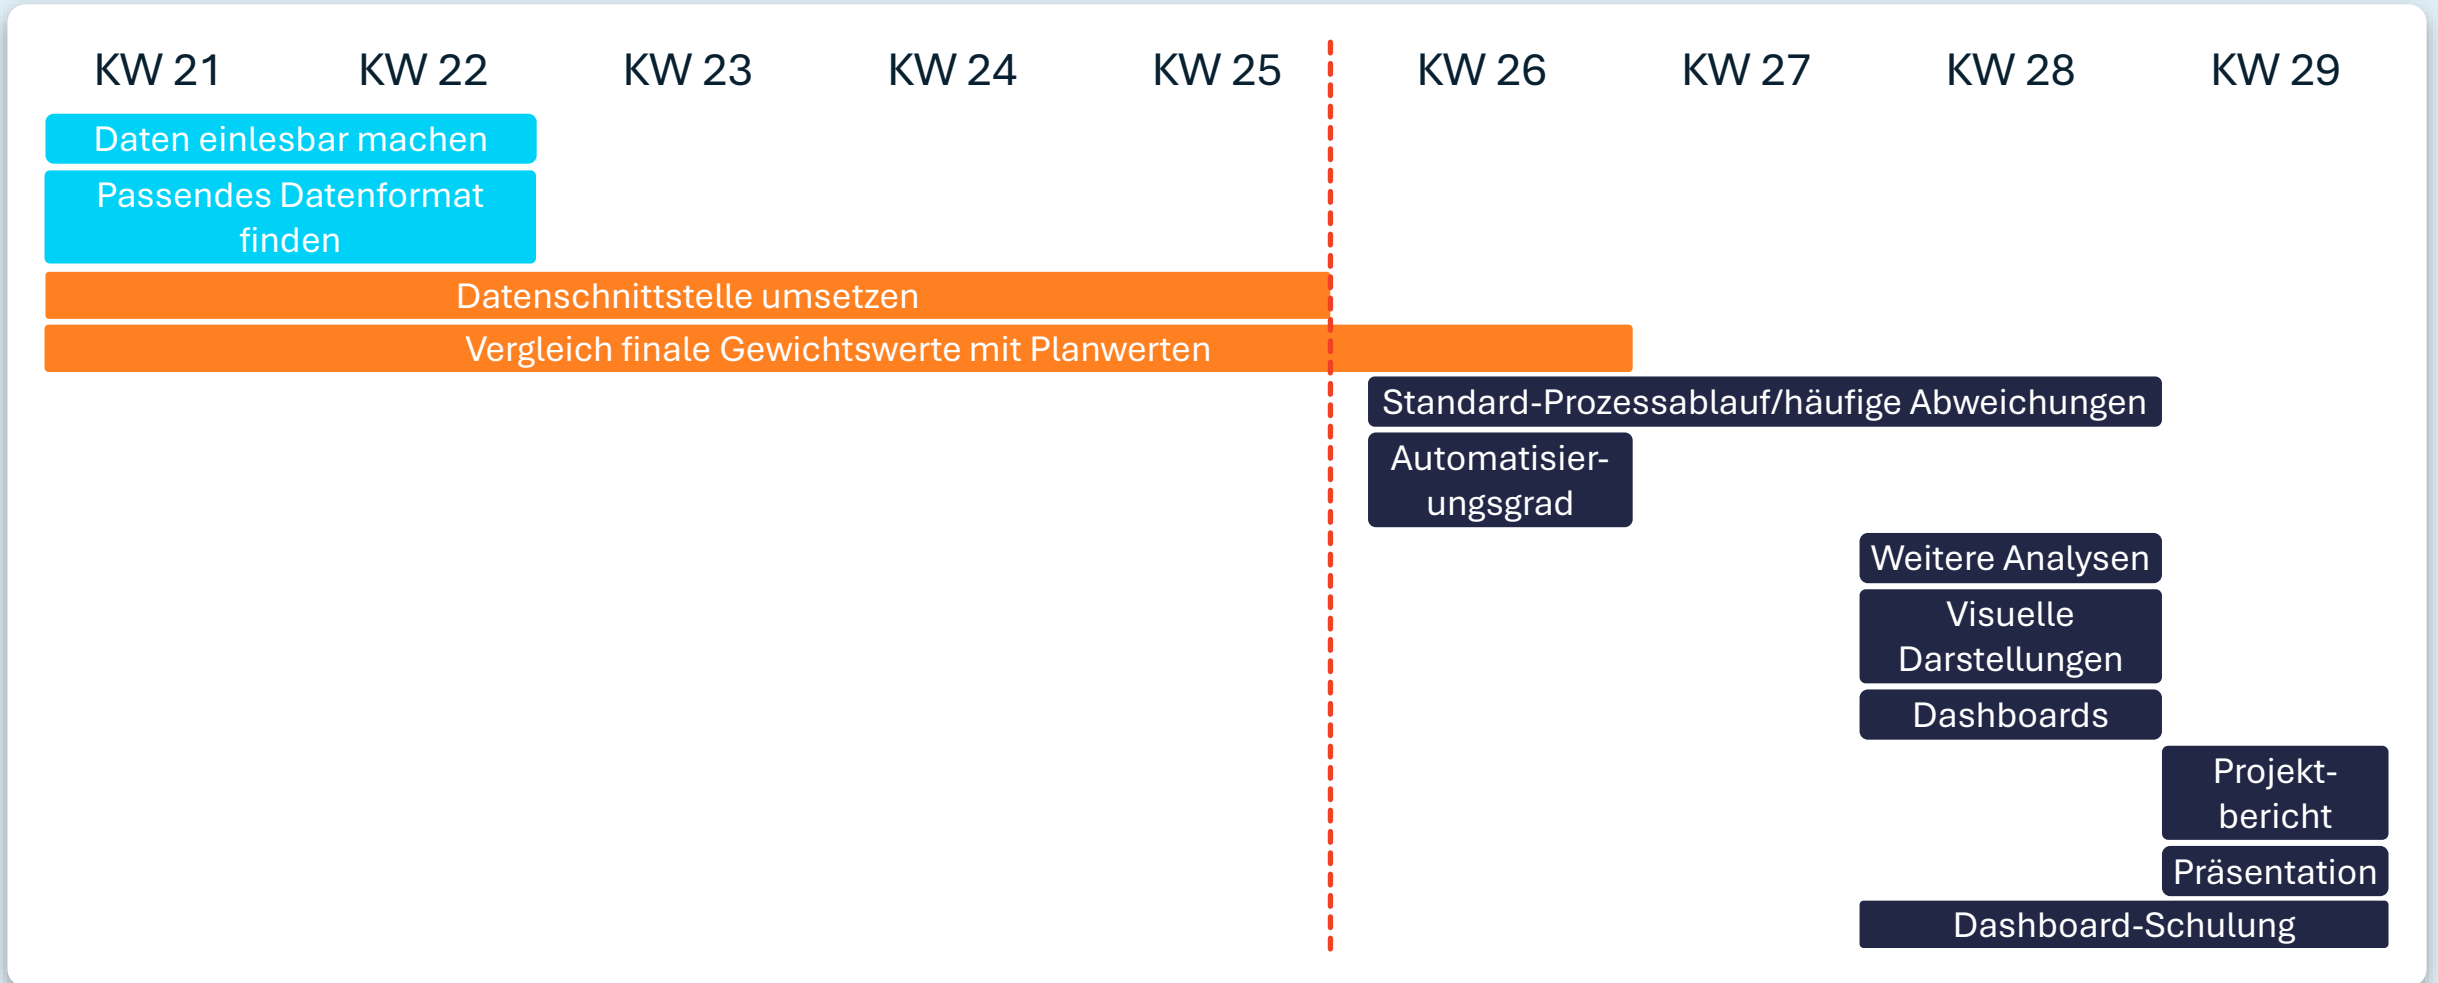 KW 21 KW 22 KW 23 KW 24 KW 25 KW 26 KW 27 KW 28 KW 29
Daten einlesbar machen
Passendes Datenformat
finden
Datenschnittstelle umsetzen
Vergleich finale Gewichtswerte mit Planwerten
Standard-Prozessablauf/häufige Abweichungen
Automatisier-
ungsgrad
Weitere Analysen
Visuelle
Darstellungen
Dashboards
Projekt-
bericht
Präsentation
Dashboard-Schulung